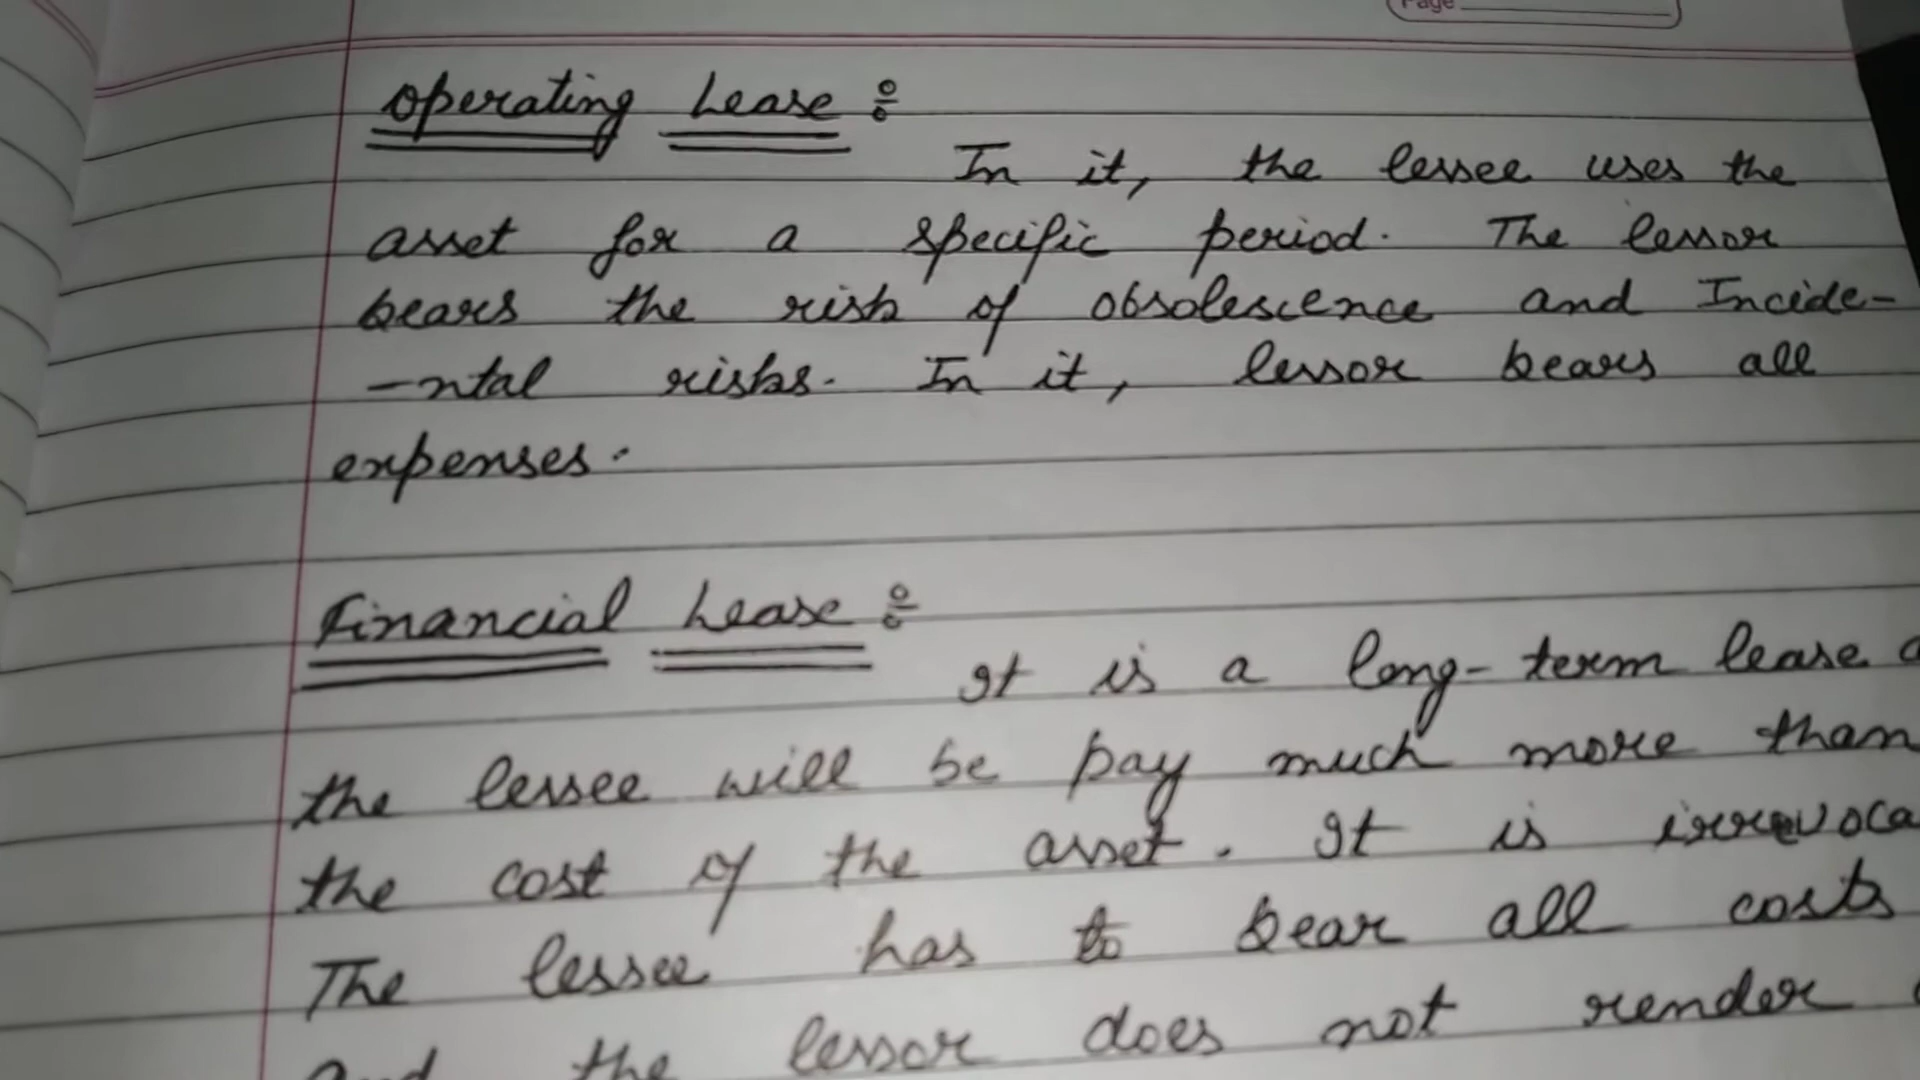 Page
Operating Lease :
In it, the lessee uses the
asset for a specific period. The lessor
bears the risk of obsolescence and Incide-
-ntal risks. In it, lessor bears all
expenses.
Financial Lease :
It is a long-term lease
the lessee will be pay much more than
the cost of the asset. It is irrevoca
The lessee has to bear all costs
and the lessor does not render